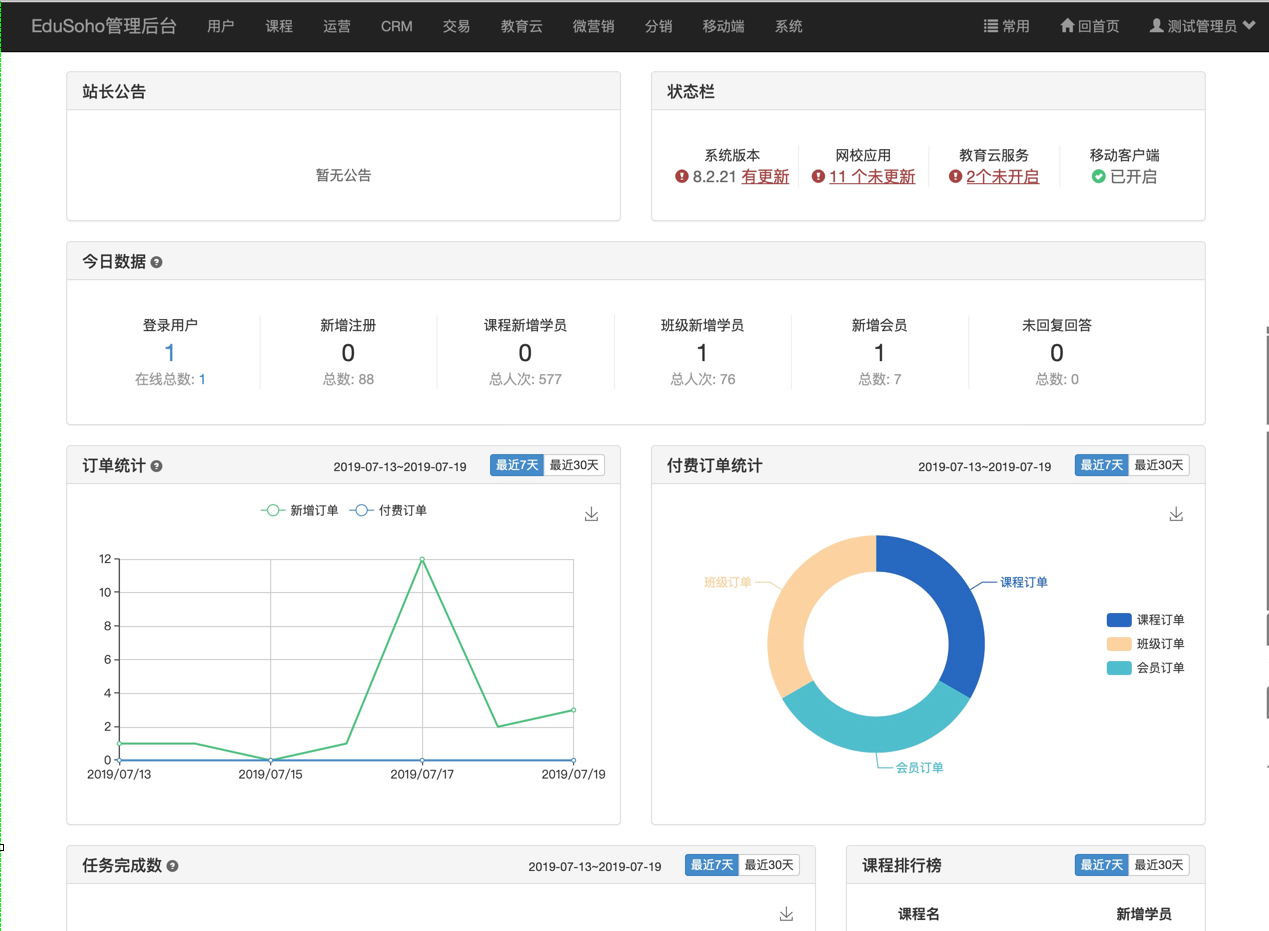 EduSoho管理后台 用户 课程 运营 CRM 交易 教育云 微营销 分销 移动端 系统 常用 回首页 测试管理员
站长公告
暂无公告
状态栏
系统版本 网校应用 教育云服务 移动客户端
8.2.21 有更新 11 个未更新 2个未开启 已开启
今日数据
登录用户 新增注册 课程新增学员 班级新增学员 新增会员 未回复回答
1 0 0 1 1 0
在线总数: 1 总数: 88 总人次: 577 总人次: 76 总数: 7 总数: 0
订单统计 2019-07-13~2019-07-19 最近7天 最近30天
新增订单 付费订单
12
10
8
6
4
2
0
2019/07/13 2019/07/15 2019/07/17 2019/07/19
付费订单统计 2019-07-13~2019-07-19 最近7天 最近30天
班级订单 课程订单
会员订单
课程订单
班级订单
会员订单
任务完成数 2019-07-13~2019-07-19 最近7天 最近30天
课程排行榜 最近7天 最近30天
课程名 新增学员